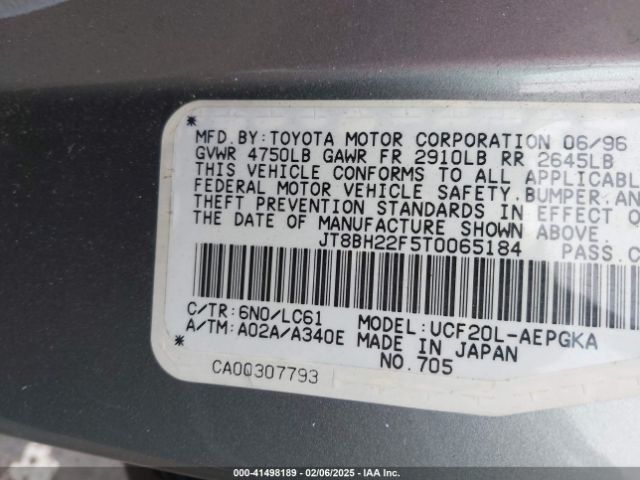 MFD. BY: TOYOTA MOTOR CORPORATION 06/96
GVWR 4750LB GAWR FR 2910LB RR 2645LB
THIS VEHICLE CONFORMS TO ALL APPLICABL
FEDERAL MOTOR VEHICLE SAFETY, BUMPER, AN
THEFT PREVENTION STANDARDS IN EFFECT O
THE DATE OF MANUFACTURE SHOWN ABOVE.
JT8BH22F5T0065184 PASS.C
C/TR: 6N0/LC61 MODEL: UCF20L-AEPGKA
A/TM: A02A/A340E MADE IN JAPAN
NO. 705
CA00307793
000-41498189 - 02/06/2025 - IAA Inc.